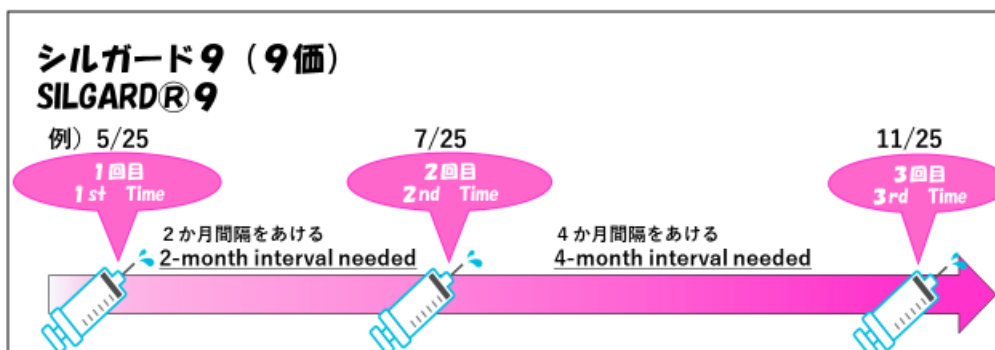 シルガード9（9価）
SILGARD®9
例）5/25
7/25
11/25
1回目
1st Time
2回目
2nd Time
3回目
3rd Time
2か月間隔をあける
2-month interval needed
4か月間隔をあける
4-month interval needed